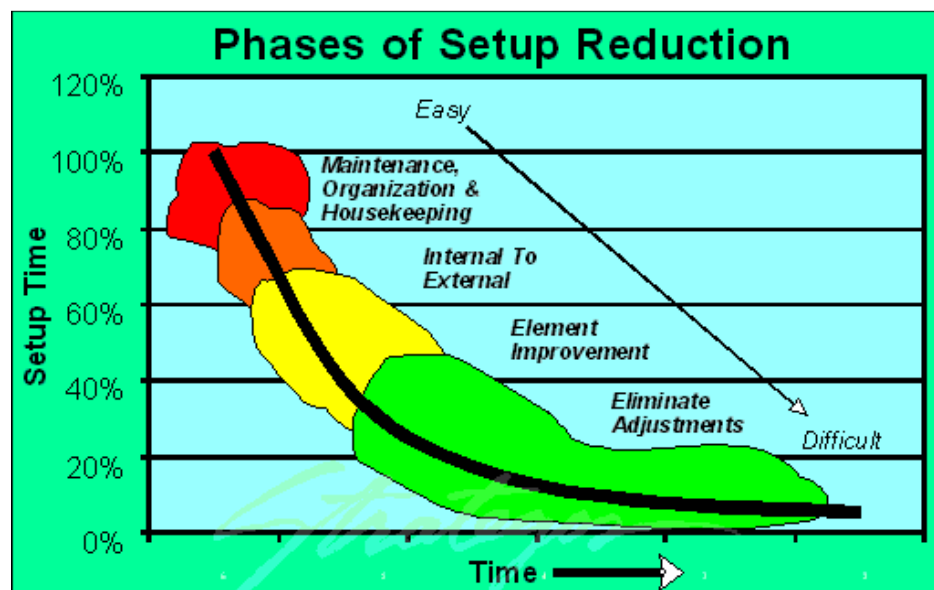 Phases of Setup Reduction
120%
100%
80%
60%
40%
20%
0%
Setup Time
Easy
Maintenance,
Organization &
Housekeeping
Internal To
External
Element
Improvement
Eliminate
Adjustments
Difficult
Strategos
Time